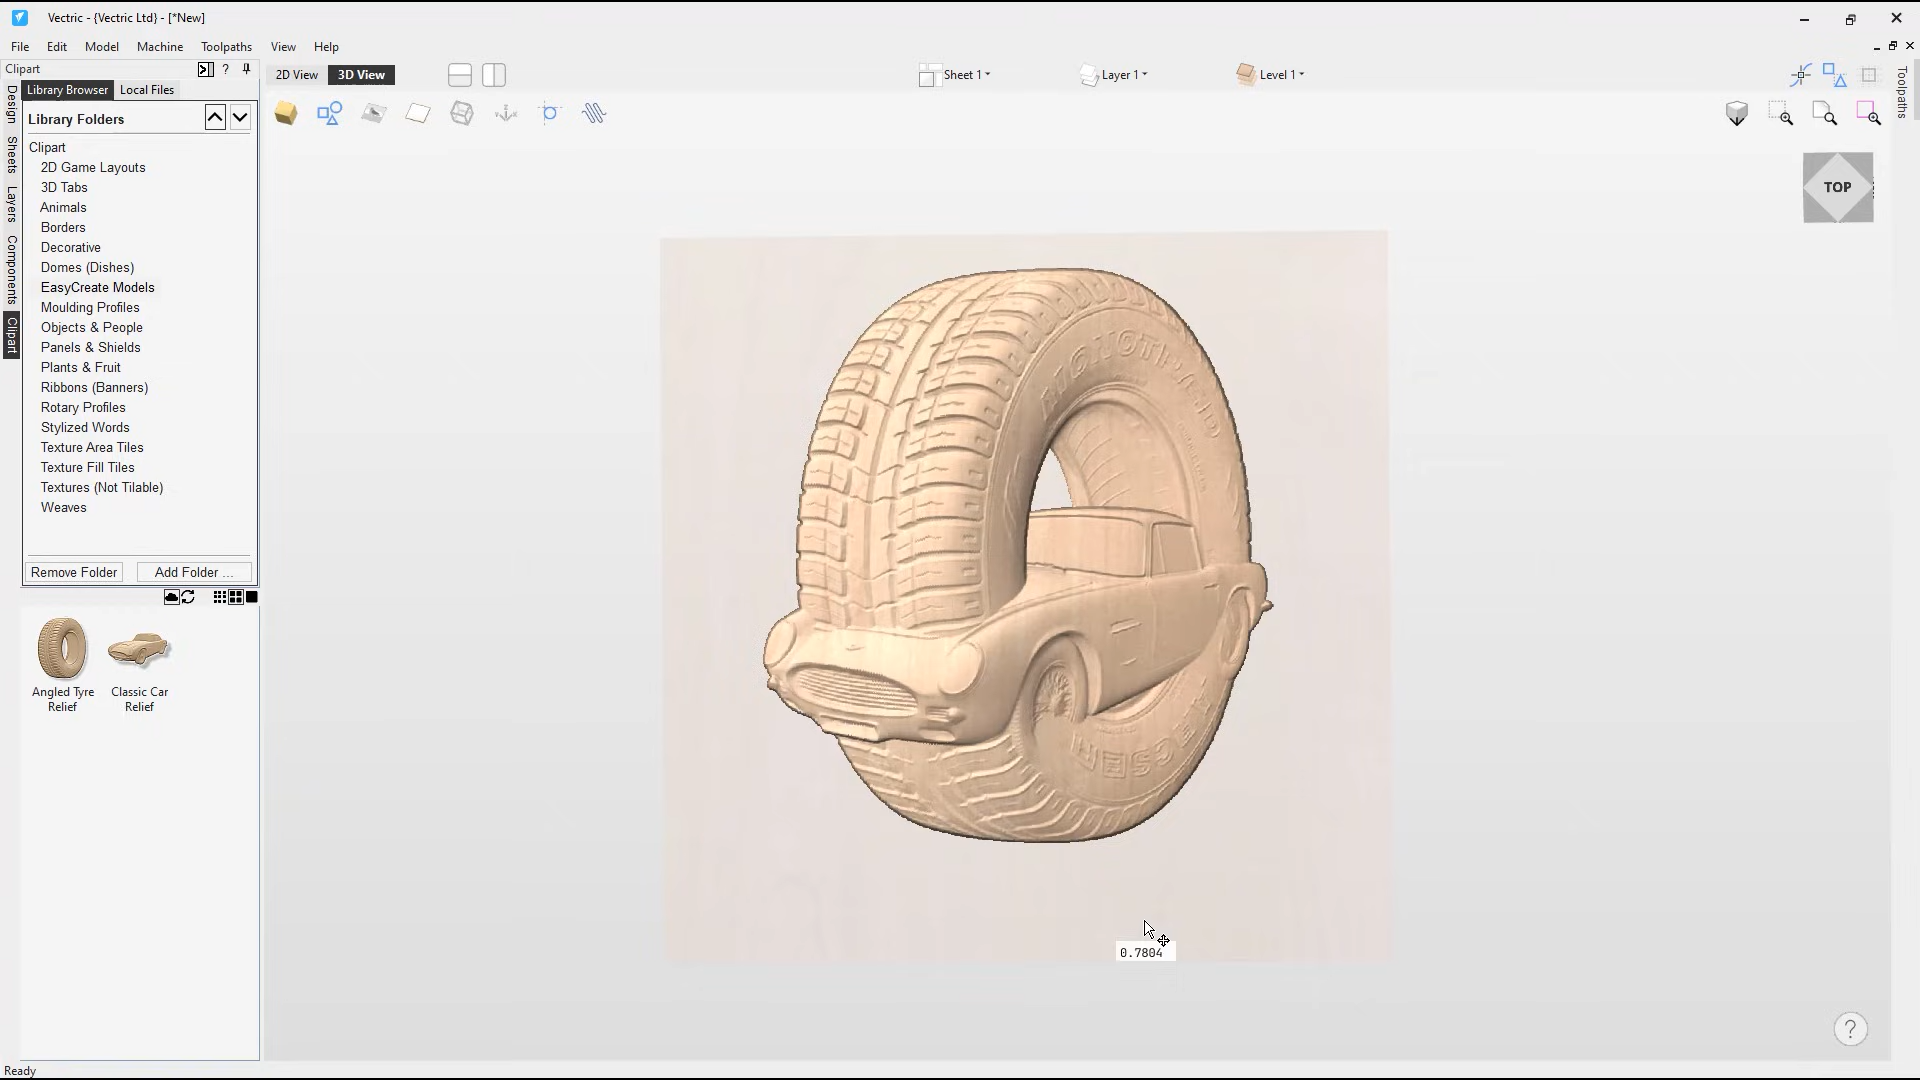 Vectric - {Vectric Ltd} - [*New]
File Edit Model Machine Toolpaths View Help
Clipart ?
Library Browser Local Files
2D View 3D View Sheet 1 Layer 1 Level 1
Library Folders
Clipart
2D Game Layouts
3D Tabs
Animals
Borders
Decorative
Domes (Dishes)
EasyCreate Models
Moulding Profiles
Objects & People
Panels & Shields
Plants & Fruit
Ribbons (Banners)
Rotary Profiles
Stylized Words
Texture Area Tiles
Texture Fill Tiles
Textures (Not Tilable)
Weaves
Remove Folder Add Folder ...
Angled Tyre
Relief
Classic Car
Relief
Design
Sheets
Layers
Components
Clipart
Toolpaths
TOP
0.7804
?
Ready